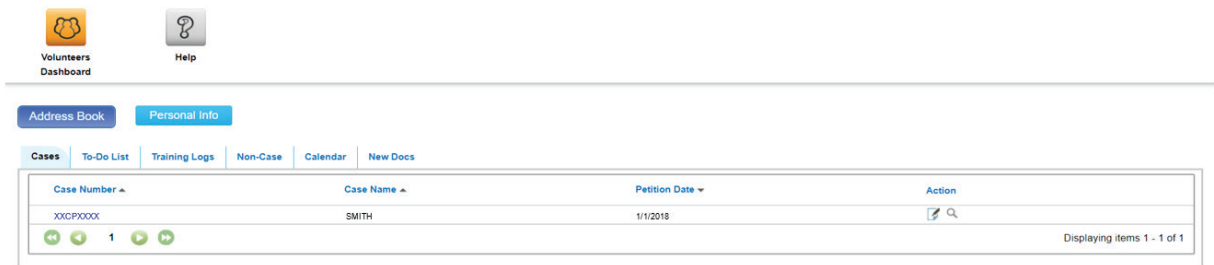 Volunteers
Dashboard
Help
Address Book Personal Info
Cases To-Do List Training Logs Non-Case Calendar New Docs
Case Number Case Name Petition Date Action
XXCPXXXX SMITH 1/1/2018
1 Displaying items 1 - 1 of 1